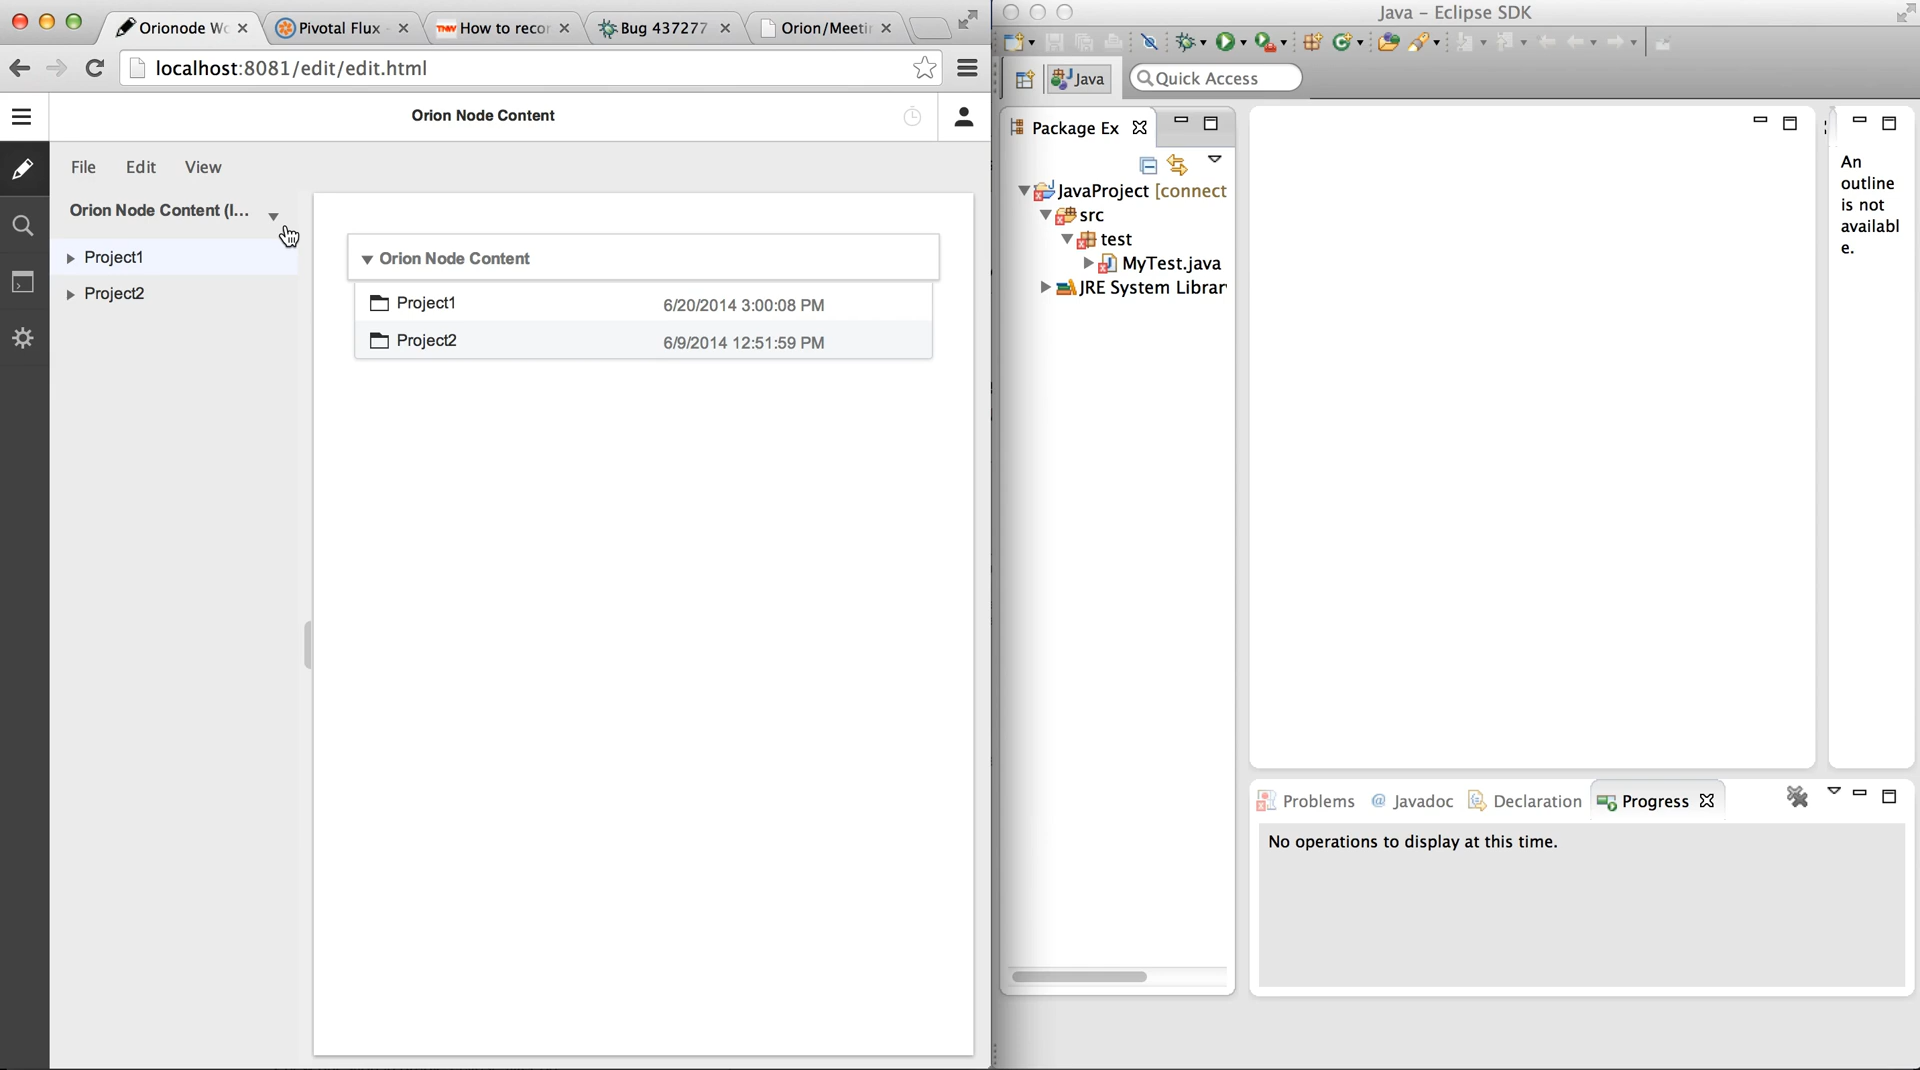 Orionode Wo
Pivotal Flux
TNW How to recor
Bug 437277
Orion/Meetin
localhost:8081/edit/edit.html
Orion Node Content
File Edit View
Orion Node Content (l...
Project1
Project2
Orion Node Content
Project1 6/20/2014 3:00:08 PM
Project2 6/9/2014 12:51:59 PM
Java – Eclipse SDK
Java
Quick Access
Package Ex
JavaProject [connect
src
test
MyTest.java
JRE System Librar
An
outline
is not
availabl
e.
Problems @ Javadoc Declaration Progress
No operations to display at this time.